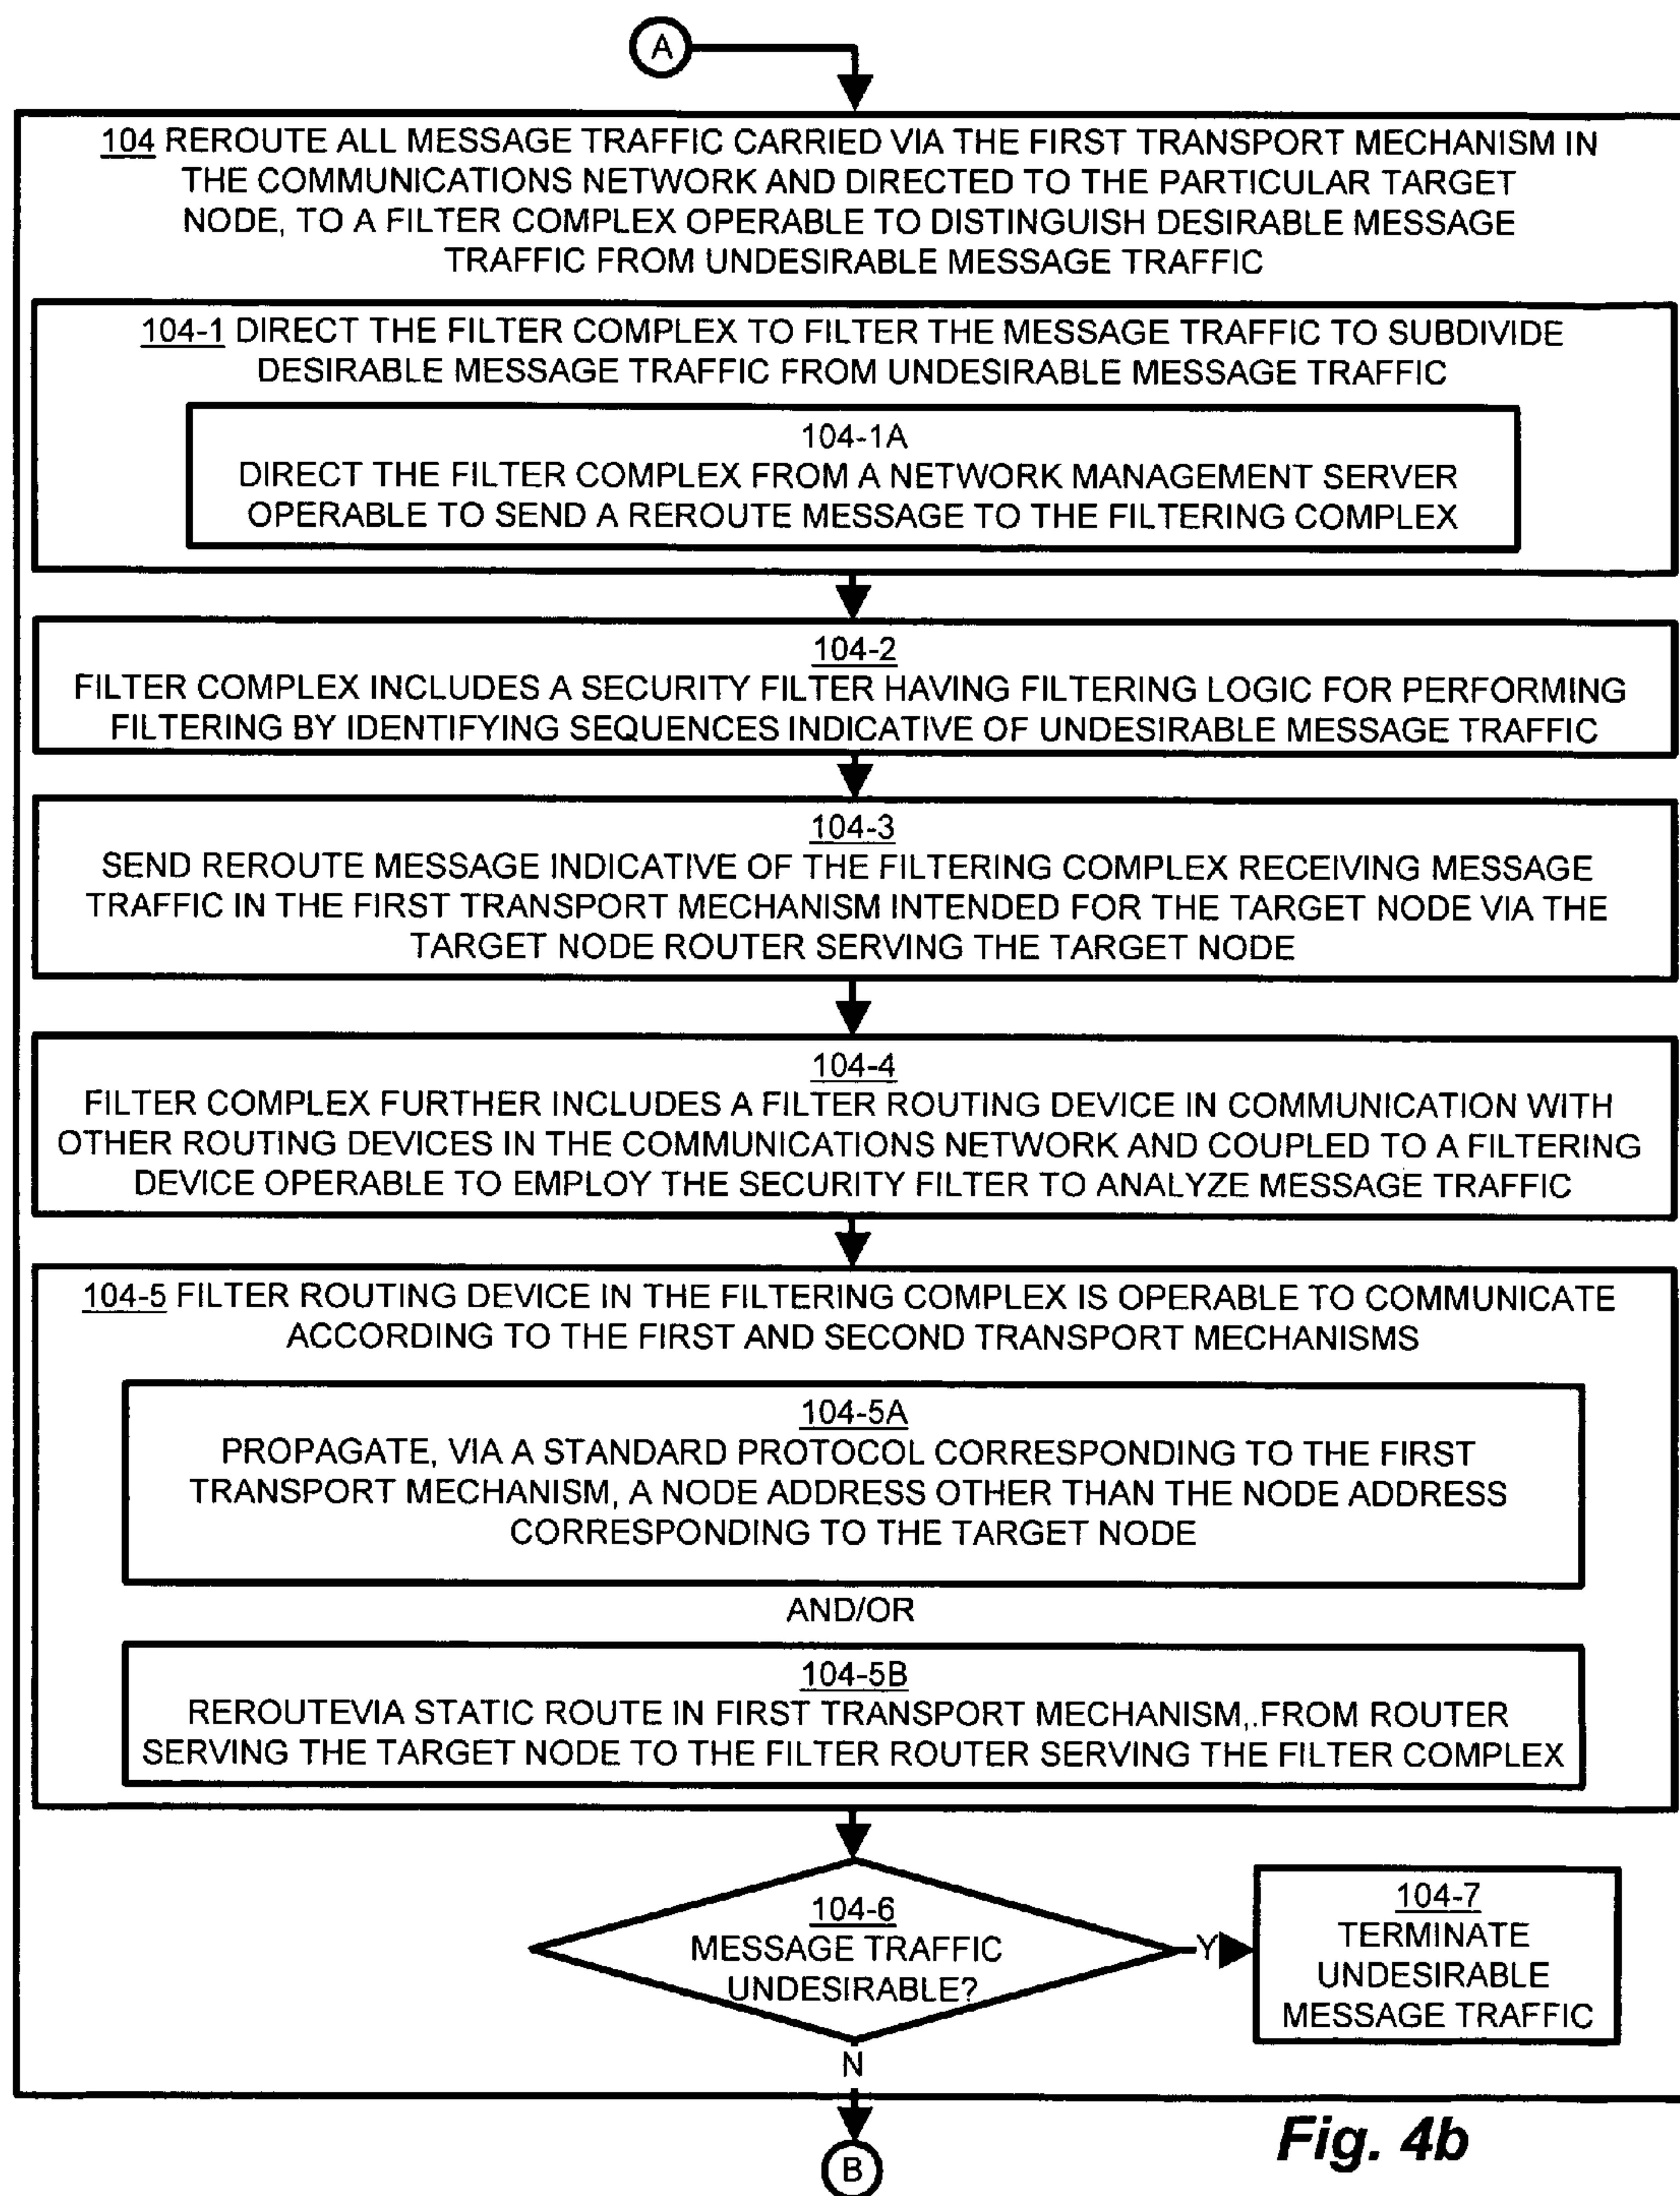 A
104 REROUTE ALL MESSAGE TRAFFIC CARRIED VIA THE FIRST TRANSPORT MECHANISM IN
THE COMMUNICATIONS NETWORK AND DIRECTED TO THE PARTICULAR TARGET
NODE, TO A FILTER COMPLEX OPERABLE TO DISTINGUISH DESIRABLE MESSAGE
TRAFFIC FROM UNDESIRABLE MESSAGE TRAFFIC
104-1 DIRECT THE FILTER COMPLEX TO FILTER THE MESSAGE TRAFFIC TO SUBDIVIDE
DESIRABLE MESSAGE TRAFFIC FROM UNDESIRABLE MESSAGE TRAFFIC
104-1A
DIRECT THE FILTER COMPLEX FROM A NETWORK MANAGEMENT SERVER
OPERABLE TO SEND A REROUTE MESSAGE TO THE FILTERING COMPLEX
104-2
FILTER COMPLEX INCLUDES A SECURITY FILTER HAVING FILTERING LOGIC FOR PERFORMING
FILTERING BY IDENTIFYING SEQUENCES INDICATIVE OF UNDESIRABLE MESSAGE TRAFFIC
104-3
SEND REROUTE MESSAGE INDICATIVE OF THE FILTERING COMPLEX RECEIVING MESSAGE
TRAFFIC IN THE FIRST TRANSPORT MECHANISM INTENDED FOR THE TARGET NODE VIA THE
TARGET NODE ROUTER SERVING THE TARGET NODE
104-4
FILTER COMPLEX FURTHER INCLUDES A FILTER ROUTING DEVICE IN COMMUNICATION WITH
OTHER ROUTING DEVICES IN THE COMMUNICATIONS NETWORK AND COUPLED TO A FILTERING
DEVICE OPERABLE TO EMPLOY THE SECURITY FILTER TO ANALYZE MESSAGE TRAFFIC
104-5 FILTER ROUTING DEVICE IN THE FILTERING COMPLEX IS OPERABLE TO COMMUNICATE
ACCORDING TO THE FIRST AND SECOND TRANSPORT MECHANISMS
104-5A
PROPAGATE, VIA A STANDARD PROTOCOL CORRESPONDING TO THE FIRST
TRANSPORT MECHANISM, A NODE ADDRESS OTHER THAN THE NODE ADDRESS
CORRESPONDING TO THE TARGET NODE
AND/OR
104-5B
REROUTEVIA STATIC ROUTE IN FIRST TRANSPORT MECHANISM,.FROM ROUTER
SERVING THE TARGET NODE TO THE FILTER ROUTER SERVING THE FILTER COMPLEX
104-6
MESSAGE TRAFFIC
UNDESIRABLE?
Y
104-7
TERMINATE
UNDESIRABLE
MESSAGE TRAFFIC
N
B
Fig. 4b